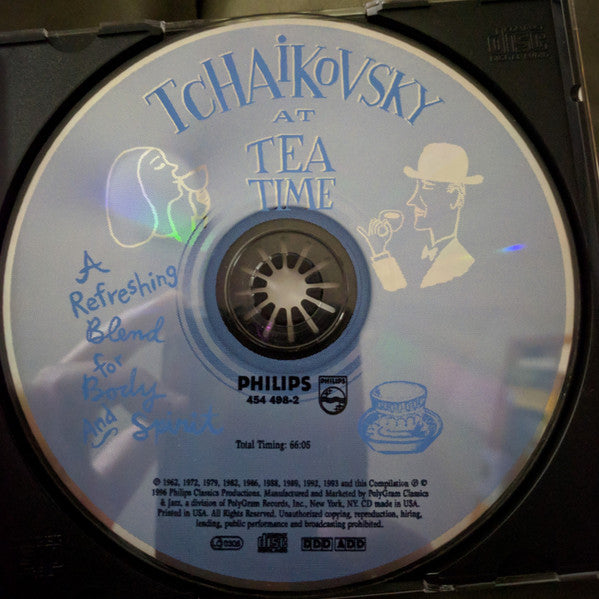 TCHAiKOVSKY
AT
TEA
TIME
A
Refreshing
Blend
for
Body
And Spirit
PHILIPS
454 498-2
PHILIPS
Total Timing: 66:05
℗ 1962, 1972, 1979, 1982, 1986, 1988, 1989, 1992, 1993 and this Compilation ℗ ©
1996 Philips Classics Productions. Manufactured and Marketed by PolyGram Classics
& Jazz, a division of PolyGram Records, Inc., New York, NY. CD made in USA.
Printed in USA. All Rights Reserved. Unauthorized copying, reproduction, hiring,
lending, public performance and broadcasting prohibited.
DDD ADD